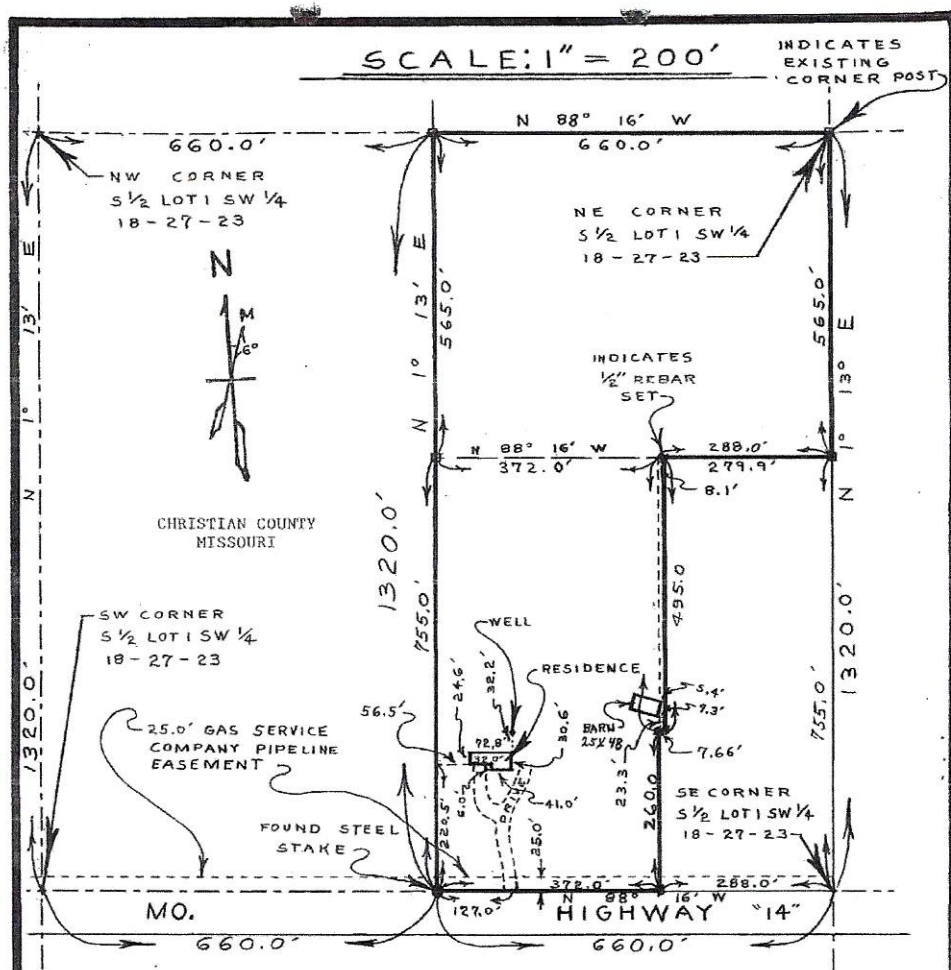 SCALE: 1" = 200'
INDICATES
EXISTING
CORNER POST
N 88° 16' W
660.0'
660.0'
NW CORNER
S ½ LOT 1 SW ¼
18-27-23
NE CORNER
S ½ LOT 1 SW ¼
18-27-23
N
M
6°
N 1° 13' E
N 1° 13' E
565.0'
565.0'
N 1° 13° E
INDICATES
½" REBAR
SET
N 88° 16' W
372.0'
288.0'
279.9'
8.1'
CHRISTIAN COUNTY
MISSOURI
1320.0'
755.0'
495.0
SW CORNER
S ½ LOT 1 SW ¼
18-27-23
WELL
RESIDENCE
24.6'
32.2'
56.5'
72.8'
32.0'
30.6'
6.0'
41.0'
DRIVE
BARN
25X48
5.4'
9.3'
7.66'
23.3'
260.0
755.0'
1320.0'
1320.0'
25.0' GAS SERVICE
COMPANY PIPELINE
EASEMENT
220.5'
25.0'
SE CORNER
S ½ LOT 1 SW ¼
18-27-23
FOUND STEEL
STAKE
372.0'
288.0'
N 88° 16' W
127.0'
MO. HIGHWAY "14"
660.0'
660.0'